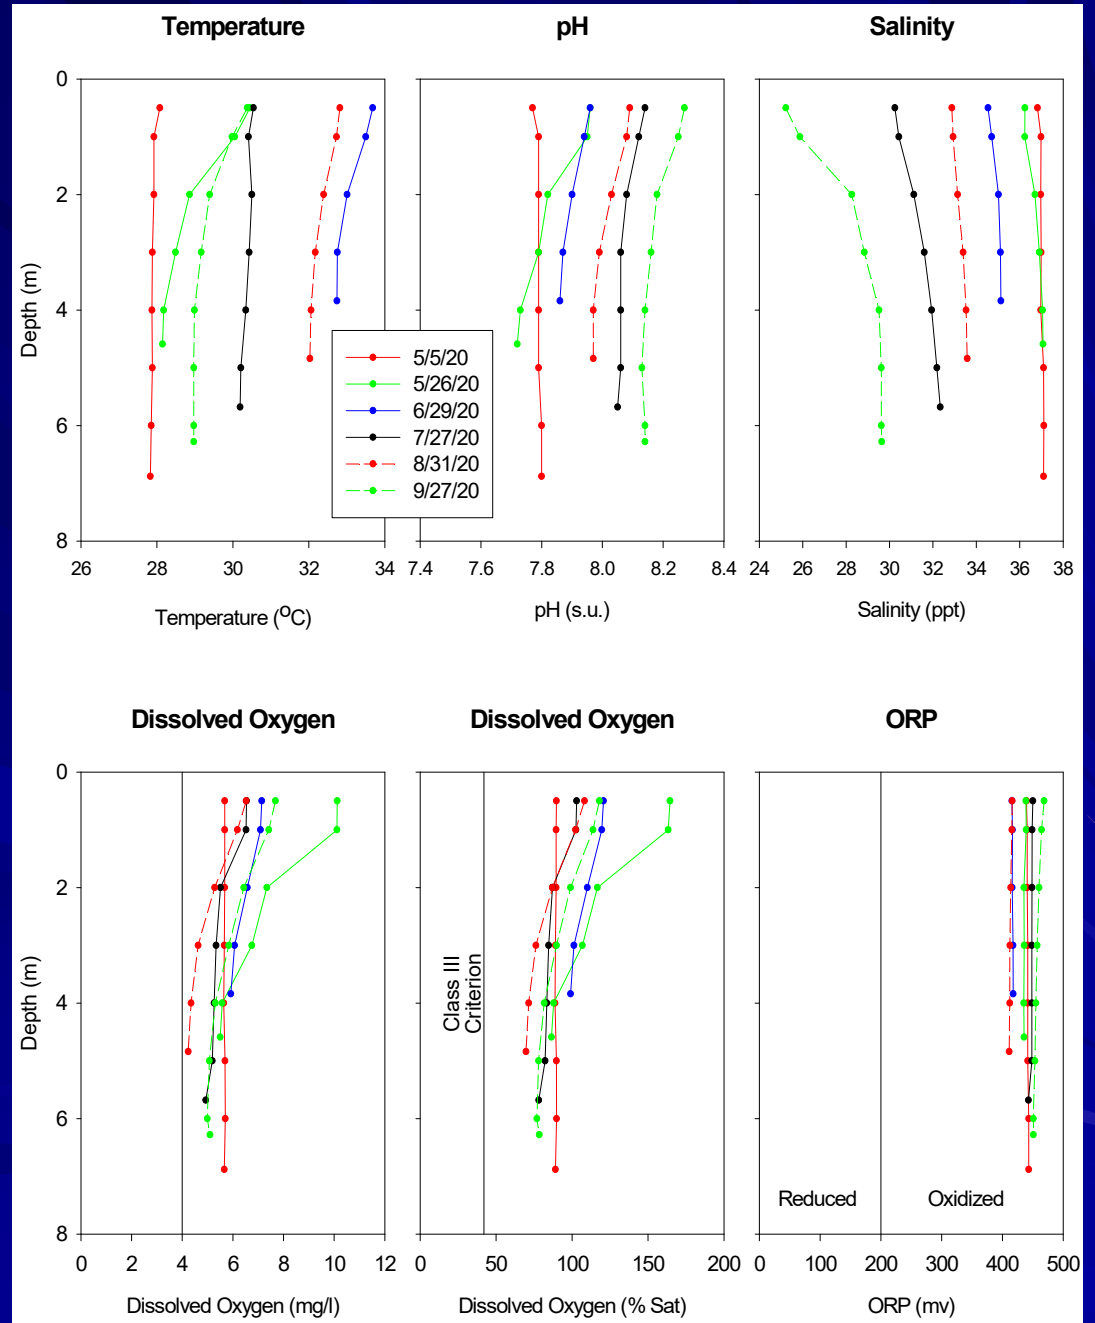 Temperature
pH
Salinity
0
2
4
6
8
Depth (m)
5/5/20
5/26/20
6/29/20
7/27/20
8/31/20
9/27/20
26 28 30 32 34
7.4 7.6 7.8 8.0 8.2 8.4
24 26 28 30 32 34 36 38
Temperature (ºC)
pH (s.u.)
Salinity (ppt)
Dissolved Oxygen
Dissolved Oxygen
ORP
0
2
4
6
8
Depth (m)
Class III
Criterion
Reduced
Oxidized
0 2 4 6 8 10 12
0 50 100 150 200
0 100 200 300 400 500
Dissolved Oxygen (mg/l)
Dissolved Oxygen (% Sat)
ORP (mv)